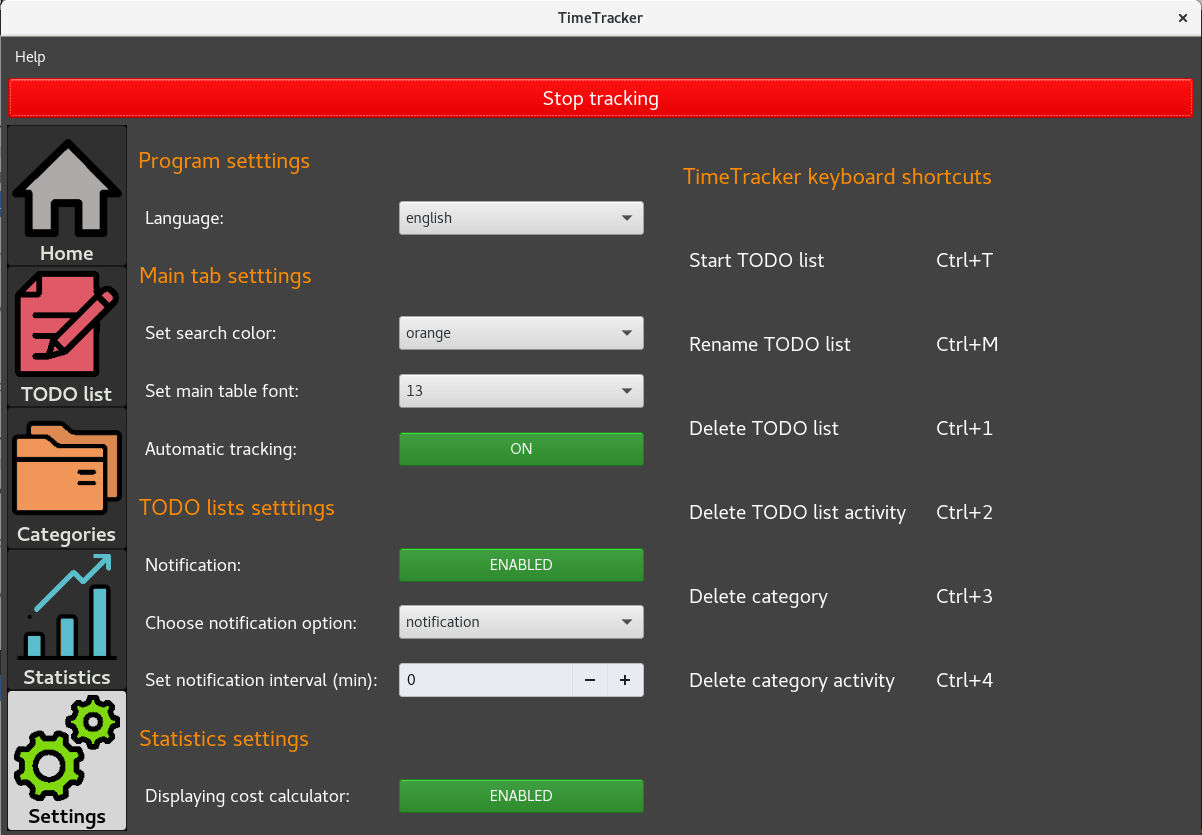 TimeTracker
Help
Stop tracking
Home
TODO list
Categories
Statistics
Settings
Program setttings
Language: english
Main tab setttings
Set search color: orange
Set main table font: 13
Automatic tracking: ON
TODO lists setttings
Notification: ENABLED
Choose notification option: notification
Set notification interval (min): 0 − +
Statistics settings
Displaying cost calculator: ENABLED
TimeTracker keyboard shortcuts
Start TODO list Ctrl+T
Rename TODO list Ctrl+M
Delete TODO list Ctrl+1
Delete TODO list activity Ctrl+2
Delete category Ctrl+3
Delete category activity Ctrl+4